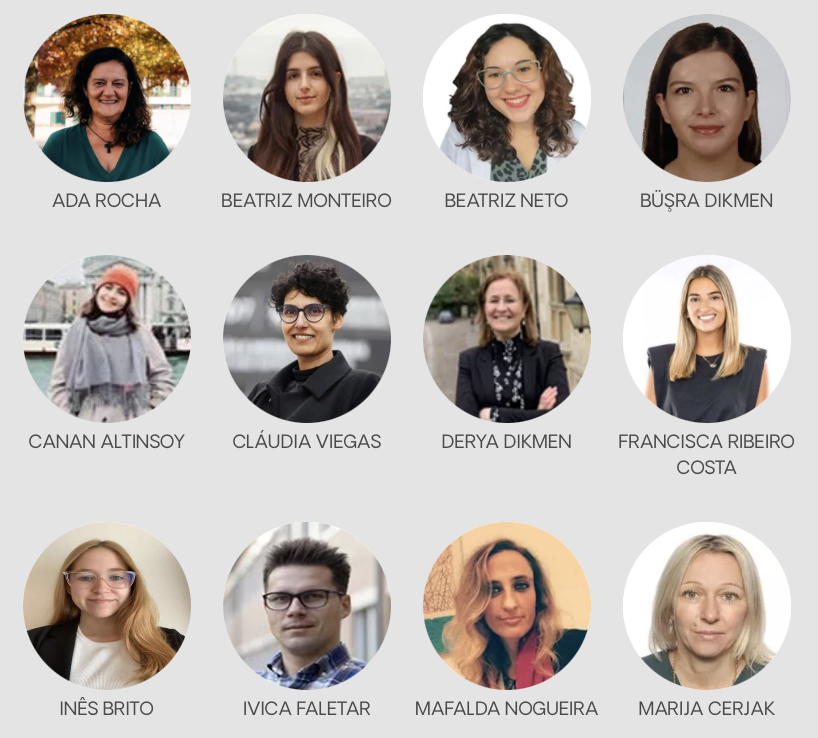 ADA ROCHA
BEATRIZ MONTEIRO
BEATRIZ NETO
BÜŞRA DIKMEN
CANAN ALTINSOY
CLÁUDIA VIEGAS
DERYA DIKMEN
FRANCISCA RIBEIRO
COSTA
INÊS BRITO
IVICA FALETAR
MAFALDA NOGUEIRA
MARIJA CERJAK